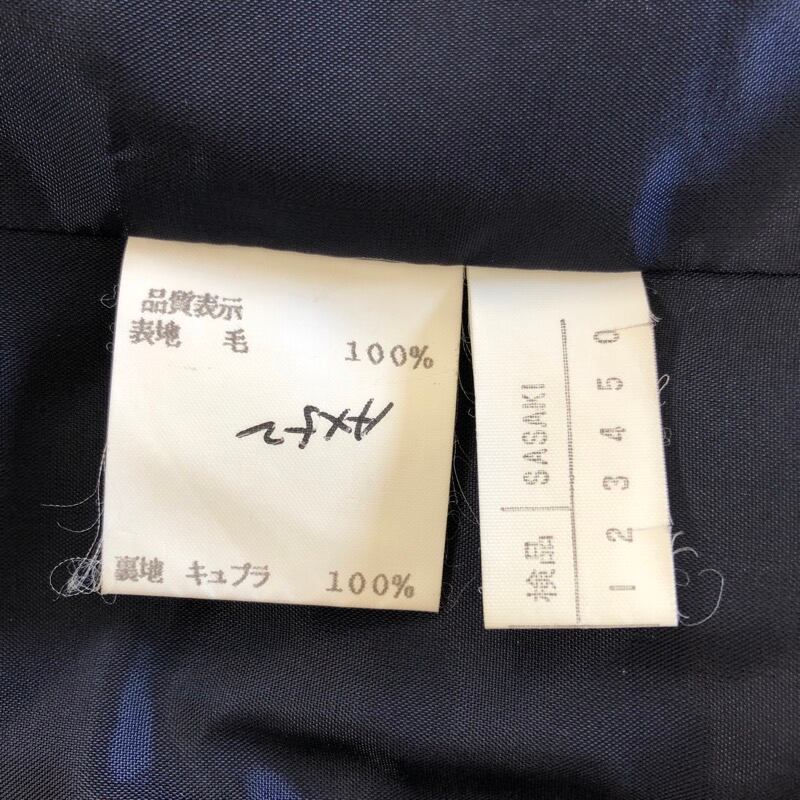 品質表示
表地 毛 100%
裏地 キュプラ 100%
検品 SASAKI
1 2 3 4 5 0